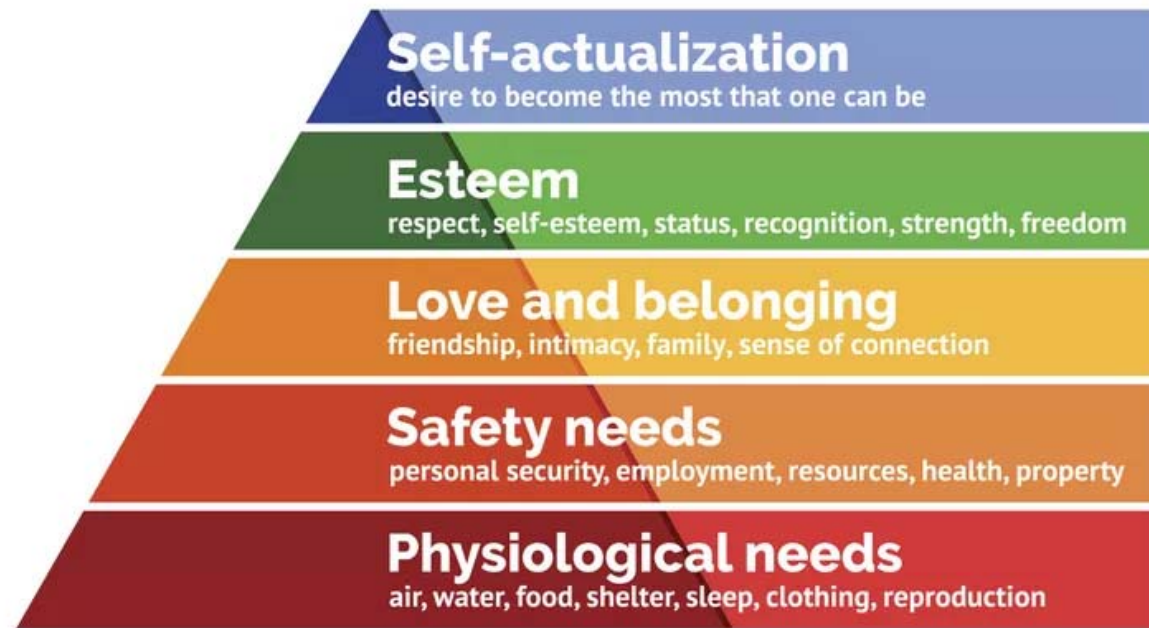 Self-actualization
desire to become the most that one can be
Esteem
respect, self-esteem, status, recognition, strength, freedom
Love and belonging
friendship, intimacy, family, sense of connection
Safety needs
personal security, employment, resources, health, property
Physiological needs
air, water, food, shelter, sleep, clothing, reproduction